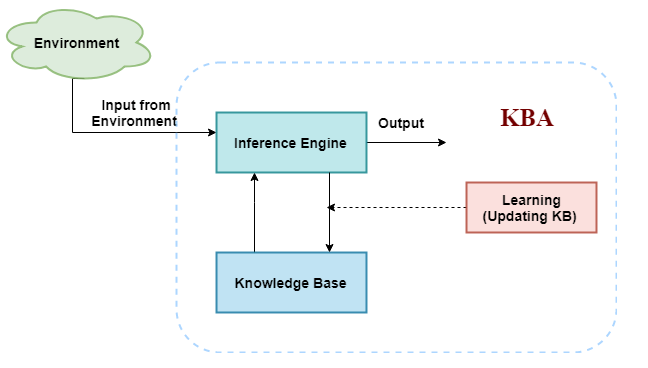 Environment
Input from
Environment
Inference Engine
Output
KBA
Learning
(Updating KB)
Knowledge Base